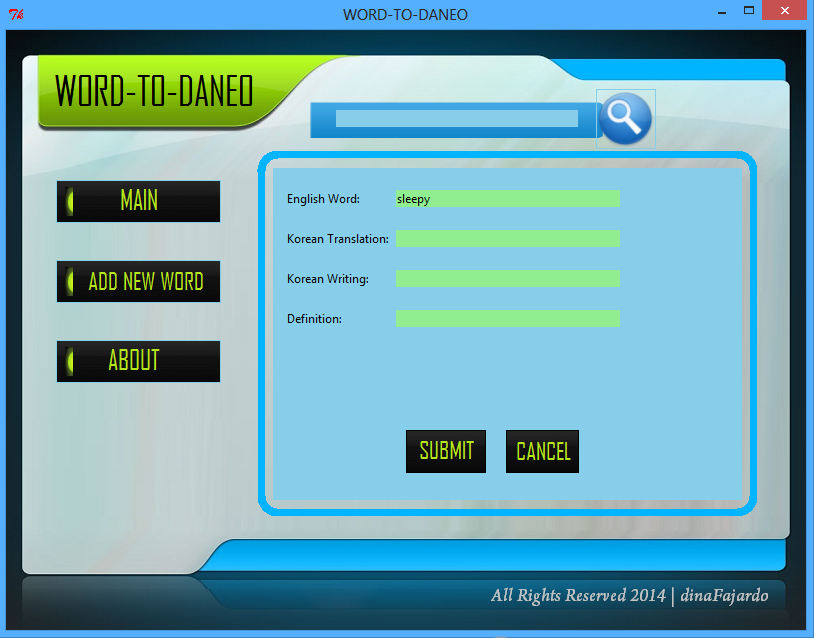 WORD-TO-DANEO
WORD-TO-DANEO
MAIN
ADD NEW WORD
ABOUT
English Word: sleepy
Korean Translation:
Korean Writing:
Definition:
SUBMIT CANCEL
All Rights Reserved 2014 | dinaFajardo